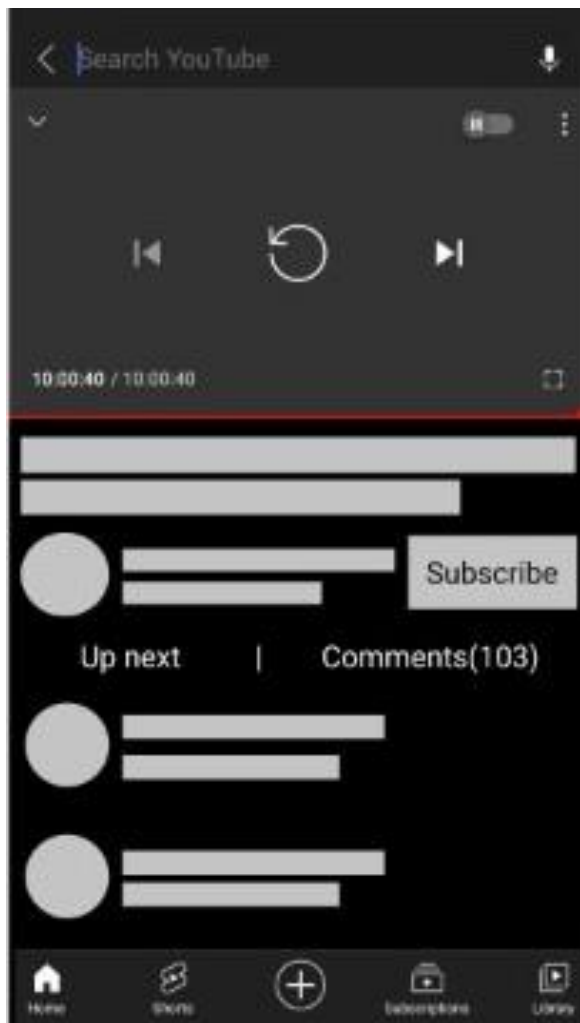 Search YouTube
10:00:40 / 10:00:40
Subscribe
Up next | Comments(103)
Home Shorts Subscriptions Library